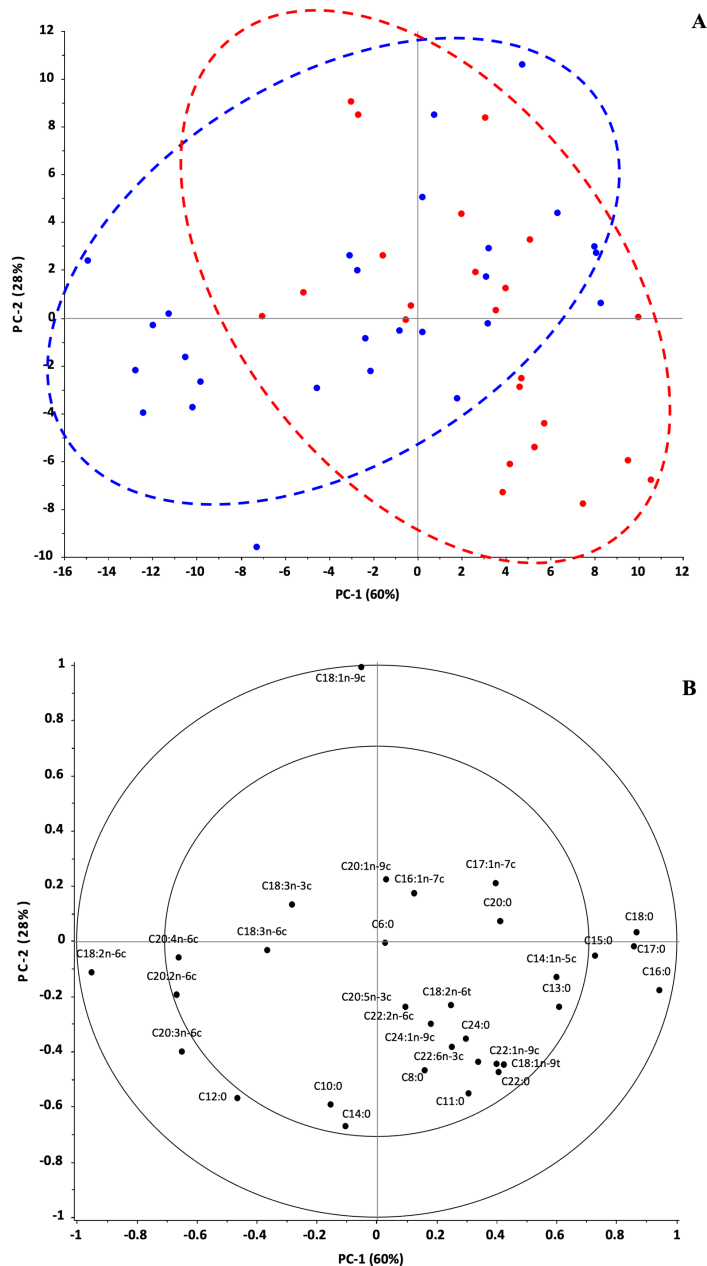 A
12
10
8
6
4
2
0
-2
-4
-6
-8
-10
PC-2 (28%)
-16 -14 -12 -10 -8 -6 -4 -2 0 2 4 6 8 10 12
PC-1 (60%)
B
1
0.8
0.6
0.4
0.2
0
-0.2
-0.4
-0.6
-0.8
-1
PC-2 (28%)
C18:1n-9c
C20:1n-9c
C17:1n-7c
C16:1n-7c
C18:3n-3c
C20:0
C6:0
C18:0
C18:3n-6c
C20:4n-6c
C15:0
C17:0
C18:2n-6c
C14:1n-5c
C16:0
C20:2n-6c
C13:0
C20:5n-3c
C18:2n-6t
C22:2n-6c
C24:0
C20:3n-6c
C24:1n-9c
C22:1n-9c
C22:6n-3c
C18:1n-9t
C8:0
C22:0
C12:0
C10:0
C11:0
C14:0
-1 -0.8 -0.6 -0.4 -0.2 0 0.2 0.4 0.6 0.8 1
PC-1 (60%)